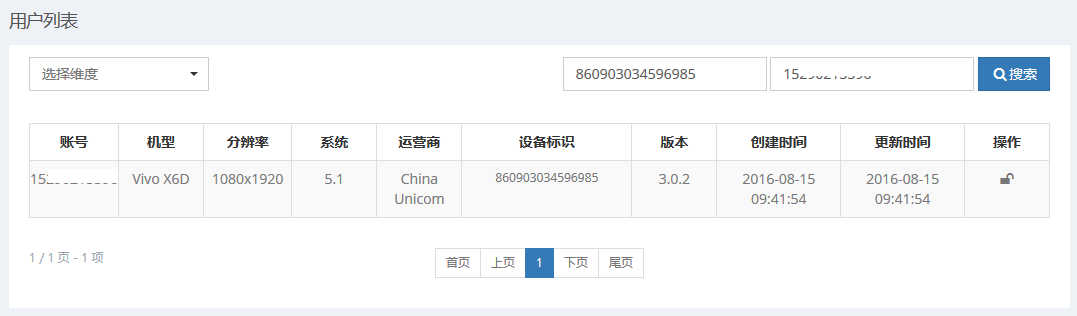 用户列表
选择维度
860903034596985
搜索
账号 机型 分辨率 系统 运营商 设备标识 版本 创建时间 更新时间 操作
Vivo X6D 1080x1920 5.1 China Unicom 860903034596985 3.0.2 2016-08-15 09:41:54 2016-08-15 09:41:54
1 / 1 页 - 1 项
首页 上页 1 下页 尾页